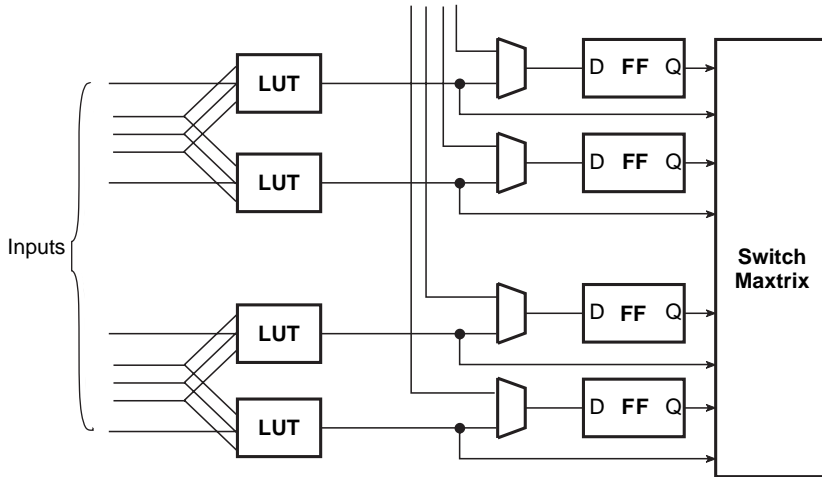 LUT
D FF Q
LUT
D FF Q
Inputs
Switch
Maxtrix
LUT
D FF Q
LUT
D FF Q